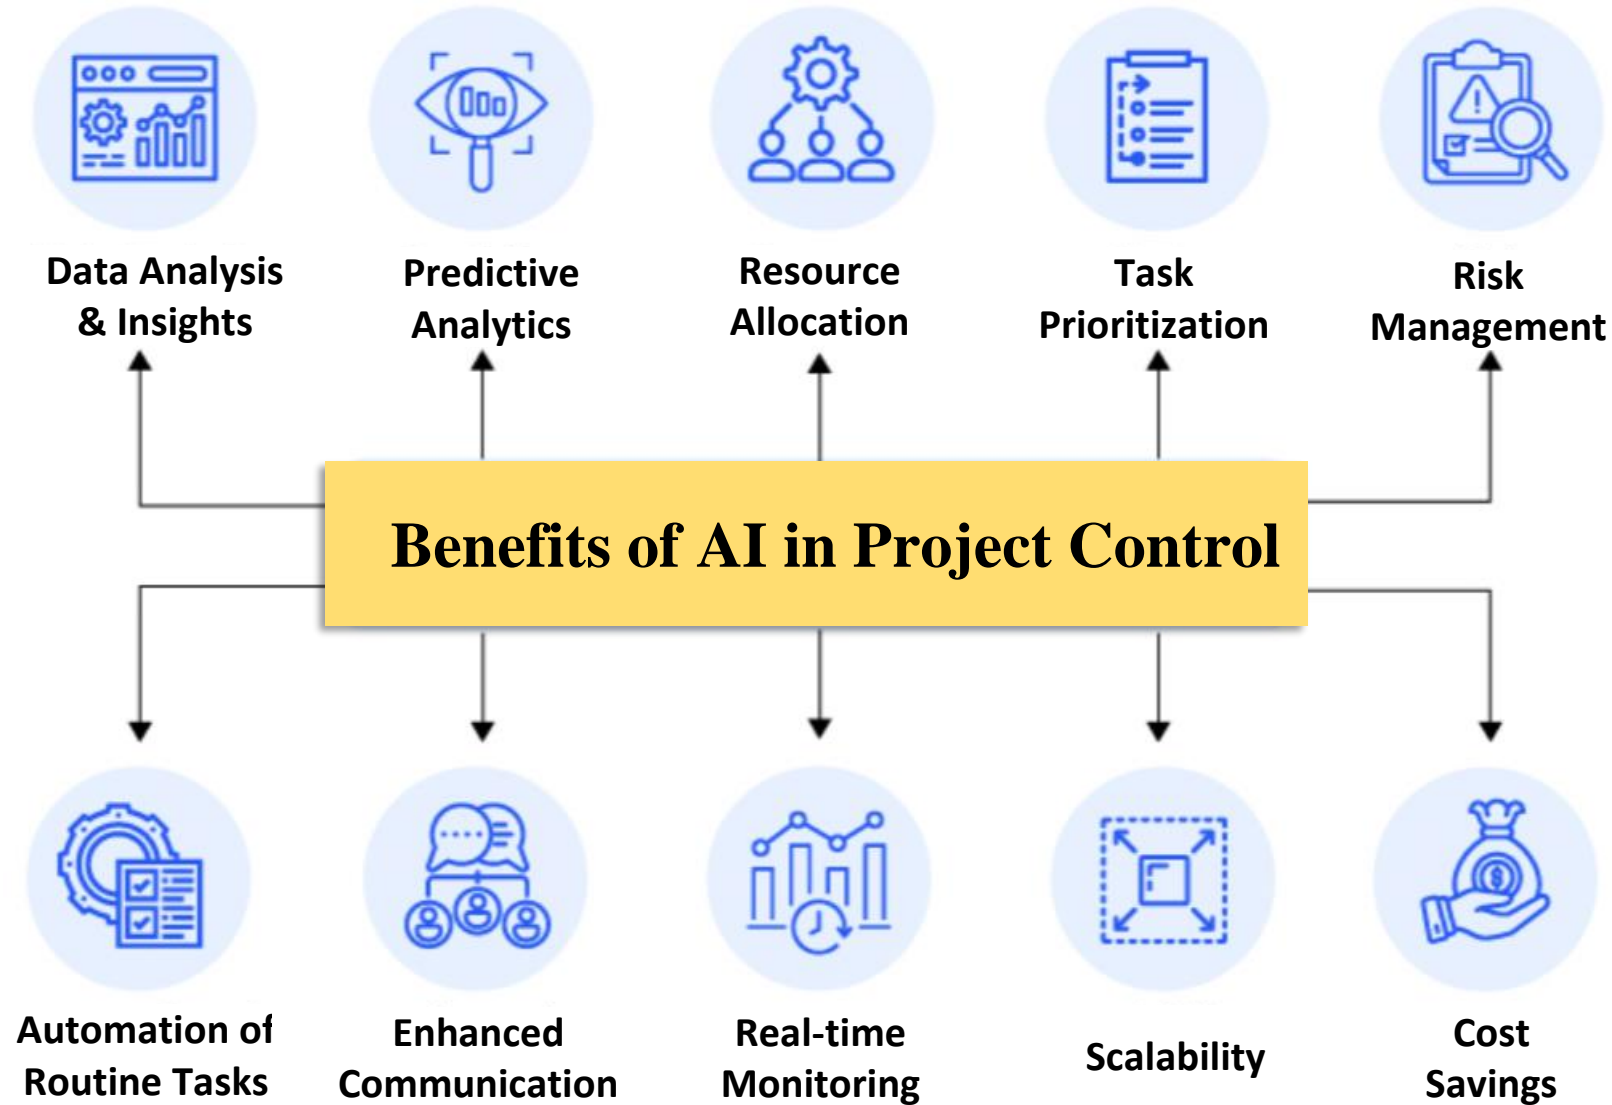 Data Analysis
& Insights
Predictive
Analytics
Resource
Allocation
Task
Prioritization
Risk
Management
Benefits of AI in Project Control
Automation of
Routine Tasks
Enhanced
Communication
Real-time
Monitoring
Scalability
Cost
Savings